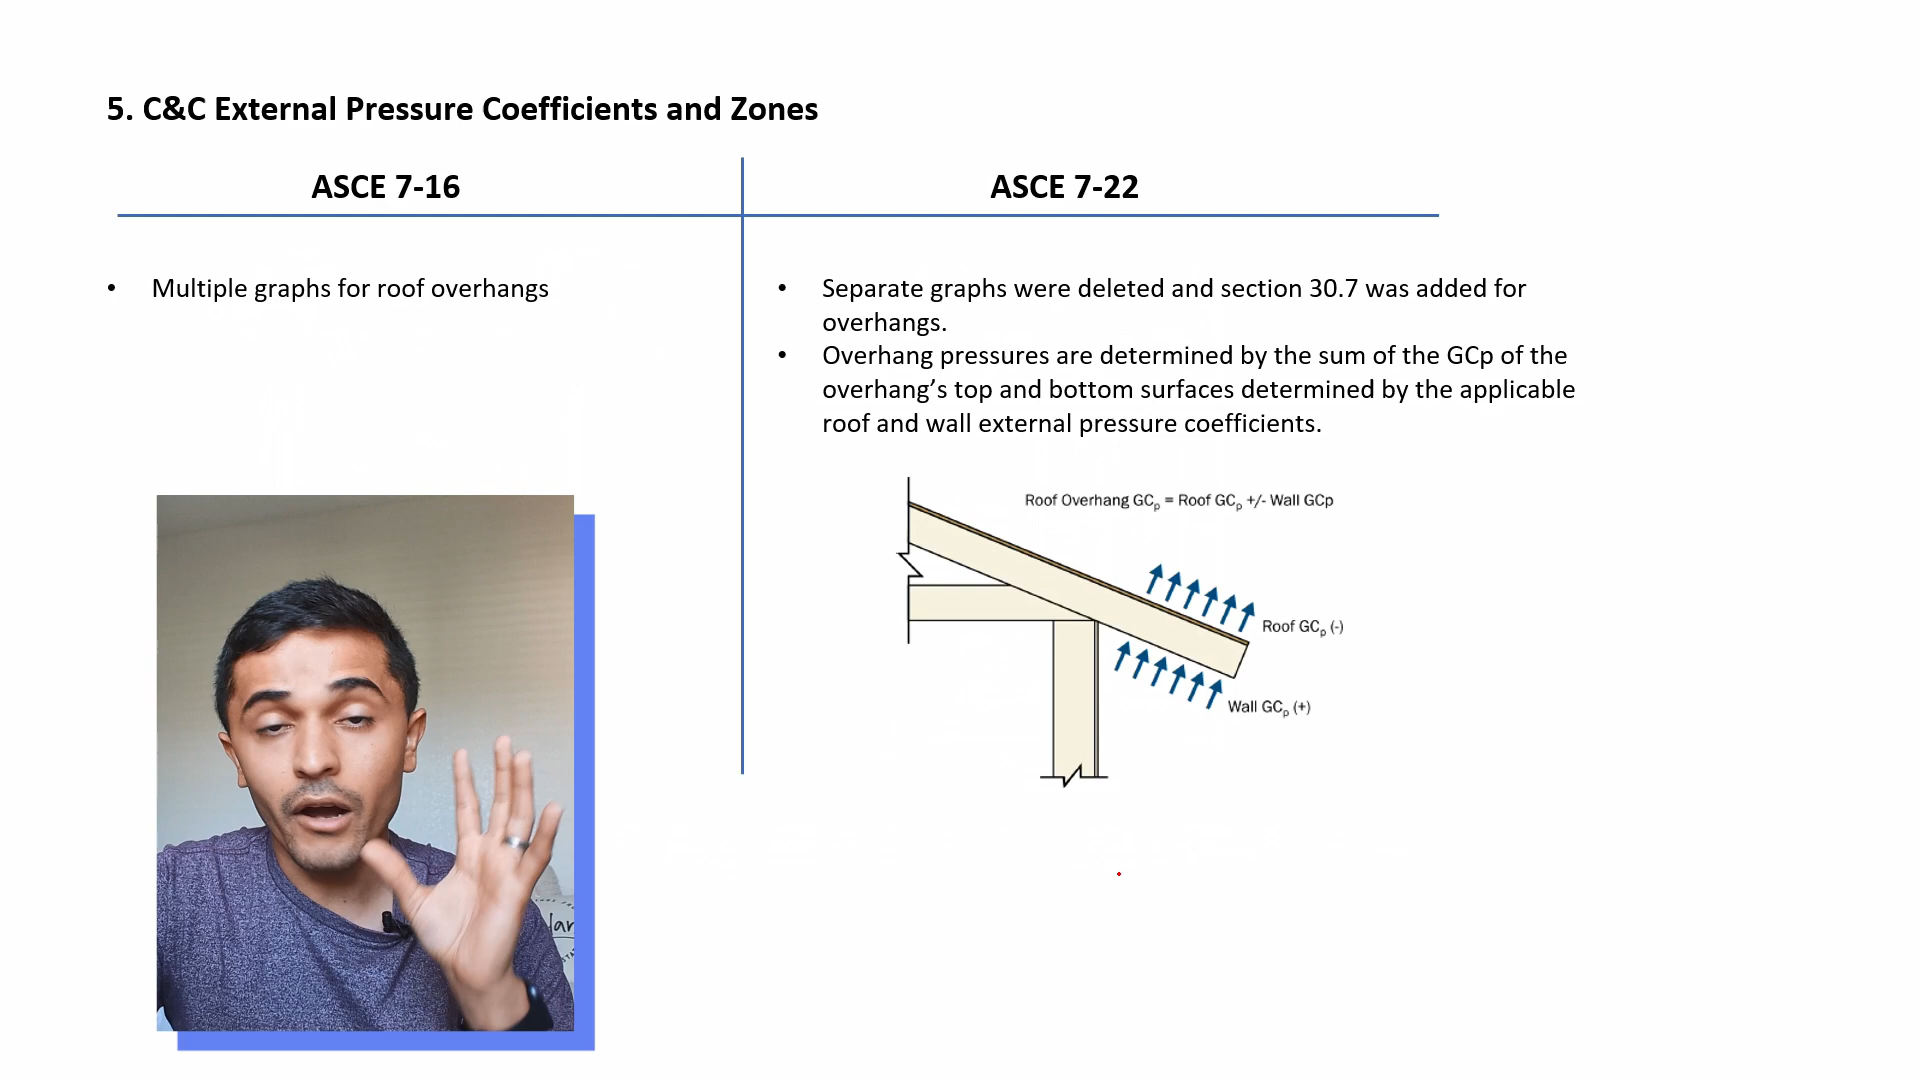 5. C&C External Pressure Coefficients and Zones
ASCE 7-16
ASCE 7-22
• Multiple graphs for roof overhangs
• Separate graphs were deleted and section 30.7 was added for
overhangs.
• Overhang pressures are determined by the sum of the GCp of the
overhang’s top and bottom surfaces determined by the applicable
roof and wall external pressure coefficients.
Roof Overhang GCp = Roof GCp +/- Wall GCp
Roof GCp (-)
Wall GCp (+)